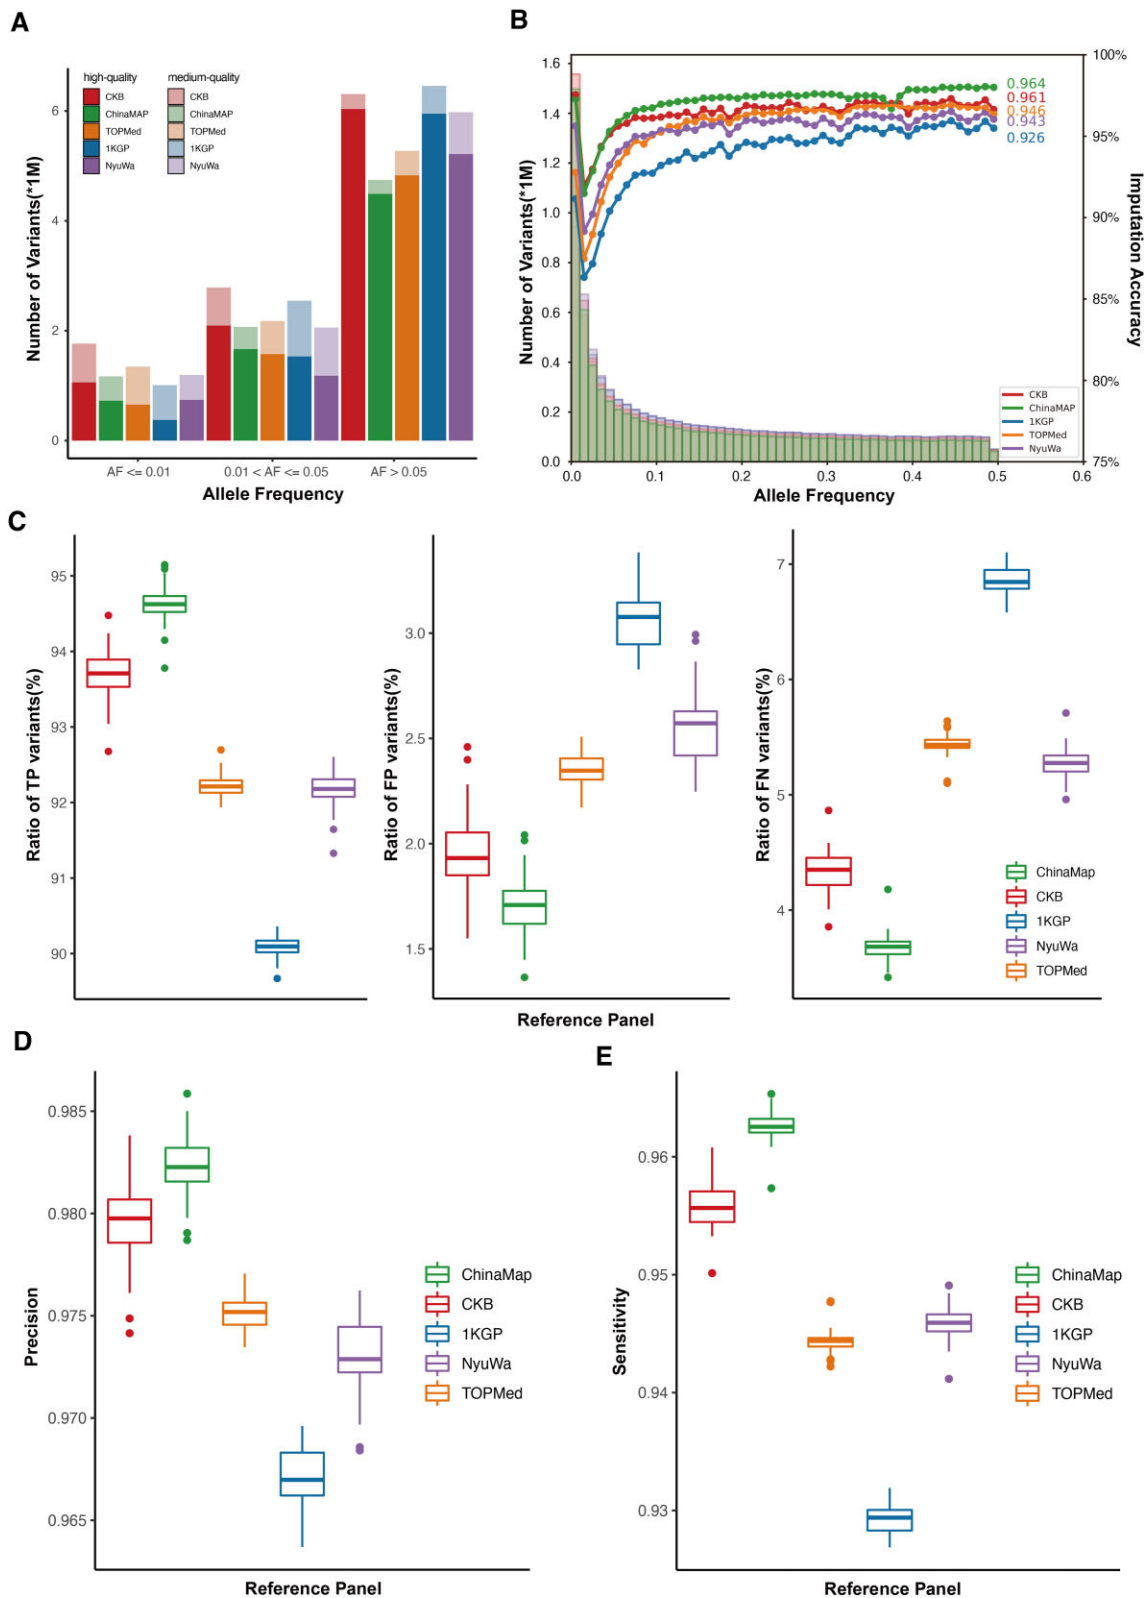 A
high-quality
medium-quality
CKB
CKB
ChinaMAP
ChinaMAP
TOPMed
TOPMed
1KGP
1KGP
NyuWa
NyuWa
Number of Variants(*1M)
6
4
2
0
AF <= 0.01
0.01 < AF <= 0.05
AF > 0.05
Allele Frequency
B
Number of Variants(*1M)
1.6
1.4
1.2
1.0
0.8
0.6
0.4
0.2
0.0
0.0
0.1
0.2
0.3
0.4
0.5
0.6
Allele Frequency
100%
95%
90%
85%
80%
75%
Imputation Accuracy
0.964
0.961
0.946
0.943
0.926
CKB
ChinaMAP
1KGP
TOPMed
NyuWa
C
Ratio of TP variants(%)
95
94
93
92
91
90
Ratio of FP variants(%)
3.0
2.5
2.0
1.5
Ratio of FN variants(%)
7
6
5
4
ChinaMap
CKB
1KGP
NyuWa
TOPMed
Reference Panel
D
Precision
0.985
0.980
0.975
0.970
0.965
ChinaMap
CKB
1KGP
NyuWa
TOPMed
Reference Panel
E
Sensitivity
0.96
0.95
0.94
0.93
ChinaMap
CKB
1KGP
NyuWa
TOPMed
Reference Panel